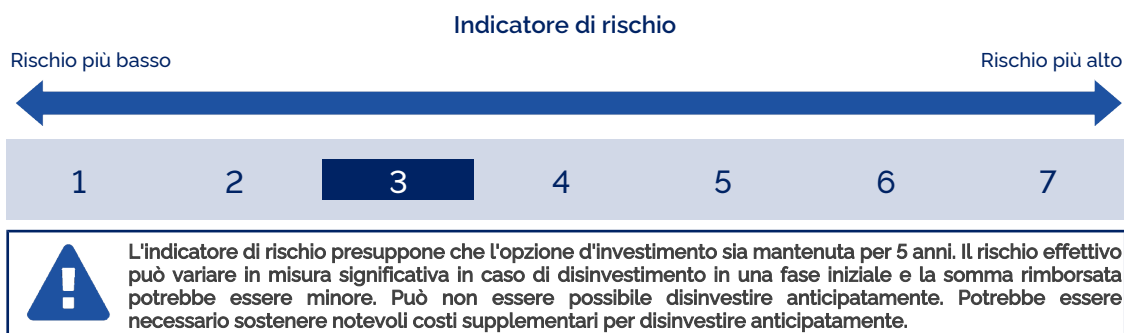 Indicatore di rischio
Rischio più basso
Rischio più alto
1 2 3 4 5 6 7
L'indicatore di rischio presuppone che l'opzione d'investimento sia mantenuta per 5 anni. Il rischio effettivo
può variare in misura significativa in caso di disinvestimento in una fase iniziale e la somma rimborsata
potrebbe essere minore. Può non essere possibile disinvestire anticipatamente. Potrebbe essere
necessario sostenere notevoli costi supplementari per disinvestire anticipatamente.